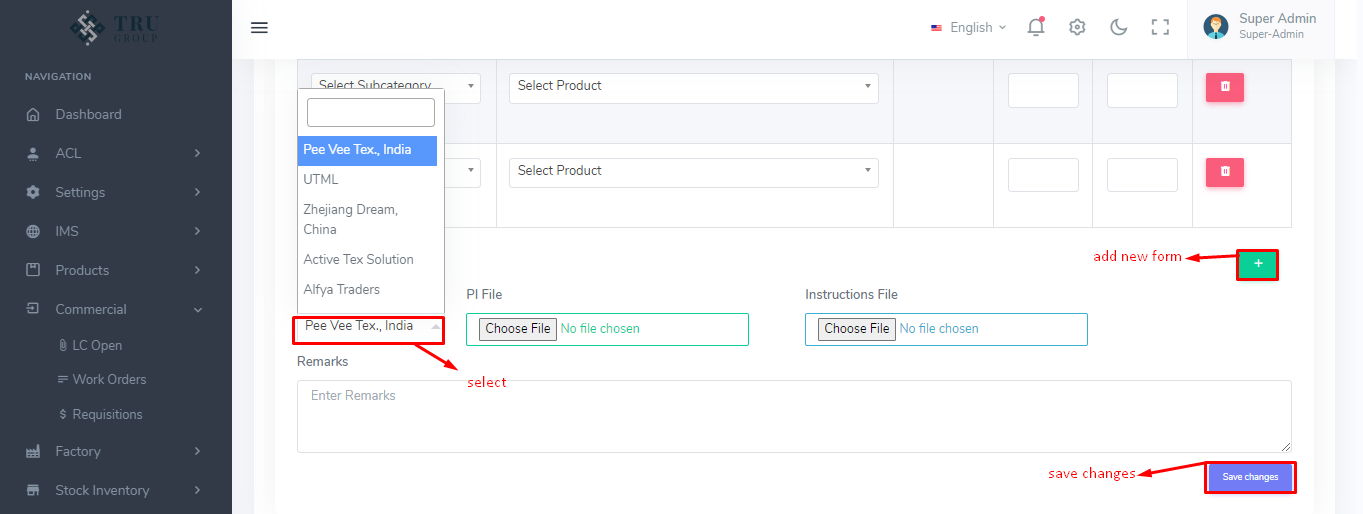 TRU
GROUP
English
Super Admin
Super-Admin
NAVIGATION
Dashboard
ACL
Settings
IMS
Products
Commercial
LC Open
Work Orders
Requisitions
Factory
Stock Inventory
Select Subcategory
Select Product
Select Product
Pee Vee Tex., India
UTML
Zhejiang Dream,
China
Active Tex Solution
Alfya Traders
Pee Vee Tex., India
select
add new form
+
PI File
Choose File No file chosen
Instructions File
Choose File No file chosen
Remarks
Enter Remarks
save changes
Save changes